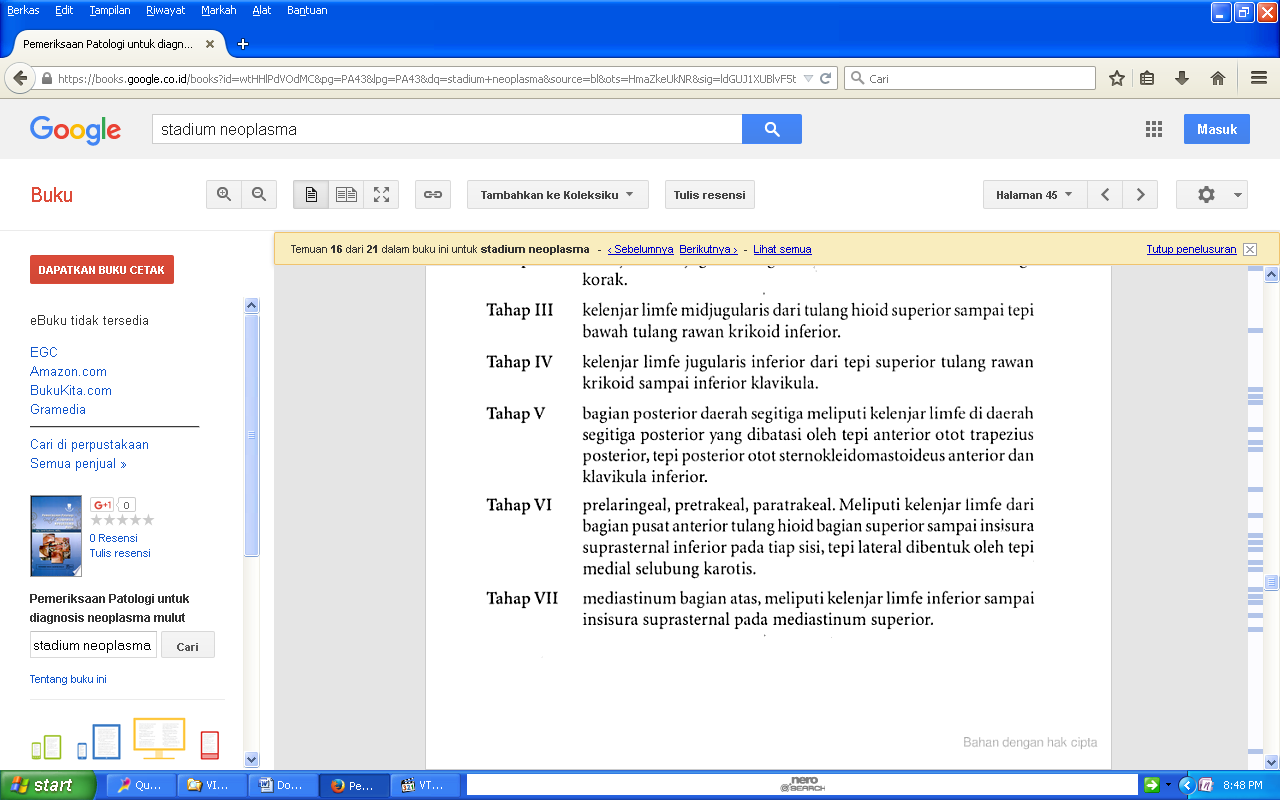 Berkas Edit Tampilan Riwayat Markah Alat Bantuan
Pemeriksaan Patologi untuk diagn...
https://books.google.co.id/books?id=wtHHlPdVOdMC&pg=PA43&lpg=PA43&dq=stadium+neoplasma&source=bl&ots=HmaZkeUkNR&sig=ldGUJ1XUBlvF5t
Cari
Google
stadium neoplasma
Masuk
Buku
Tambahkan ke Koleksiku
Tulis resensi
Halaman 45
Temuan 16 dari 21 dalam buku ini untuk stadium neoplasma - ‹ Sebelumnya Berikutnya › - Lihat semua
Tutup penelusuran
DAPATKAN BUKU CETAK
eBuku tidak tersedia
EGC
Amazon.com
BukuKita.com
Gramedia
Cari di perpustakaan
Semua penjual »
G+1 0
0 Resensi
Tulis resensi
Pemeriksaan Patologi untuk
diagnosis neoplasma mulut
stadium neoplasma Cari
Tentang buku ini
korak.
Tahap III kelenjar limfe midjugularis dari tulang hioid superior sampai tepi
bawah tulang rawan krikoid inferior.
Tahap IV kelenjar limfe jugularis inferior dari tepi superior tulang rawan
krikoid sampai inferior klavikula.
Tahap V bagian posterior daerah segitiga meliputi kelenjar limfe di daerah
segitiga posterior yang dibatasi oleh tepi anterior otot trapezius
posterior, tepi posterior otot sternokleidomastoideus anterior dan
klavikula inferior.
Tahap VI prelaringeal, pretrakeal, paratrakeal. Meliputi kelenjar limfe dari
bagian pusat anterior tulang hioid bagian superior sampai insisura
suprasternal inferior pada tiap sisi, tepi lateral dibentuk oleh tepi
medial selubung karotis.
Tahap VII mediastinum bagian atas, meliputi kelenjar limfe inferior sampai
insisura suprasternal pada mediastinum superior.
Bahan dengan hak cipta
start
Qu...
VI...
Do...
Pe...
VT...
nero
SEARCH
8:48 PM